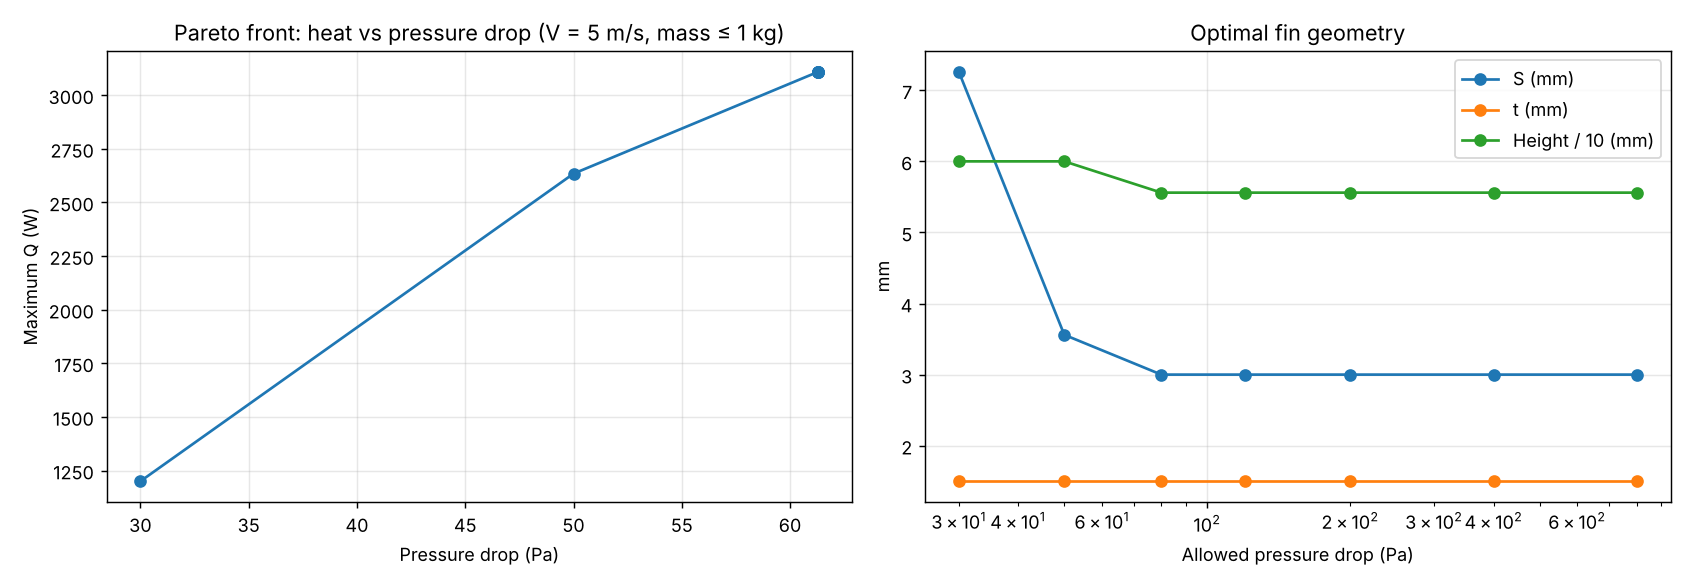 Pareto front: heat vs pressure drop (V = 5 m/s, mass ≤ 1 kg)
Maximum Q (W)
3000
2750
2500
2250
2000
1750
1500
1250
30 35 40 45 50 55 60
Pressure drop (Pa)
Optimal fin geometry
S (mm)
t (mm)
Height / 10 (mm)
mm
7
6
5
4
3
2
3 × 10¹ 4 × 10¹ 6 × 10¹ 10² 2 × 10² 3 × 10² 4 × 10² 6 × 10²
Allowed pressure drop (Pa)